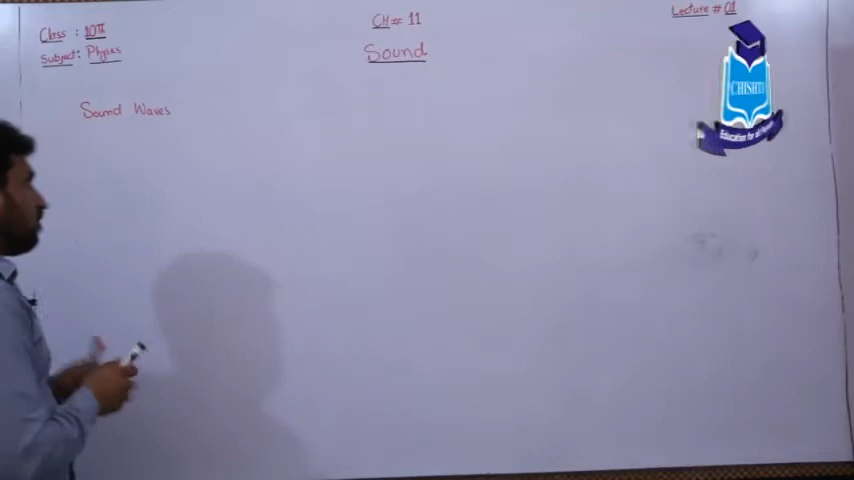 Class : 10th
CH# 11
Lecture # 01
Subject: Physics
Sound
Sound Waves
CHISHTI
Education for all